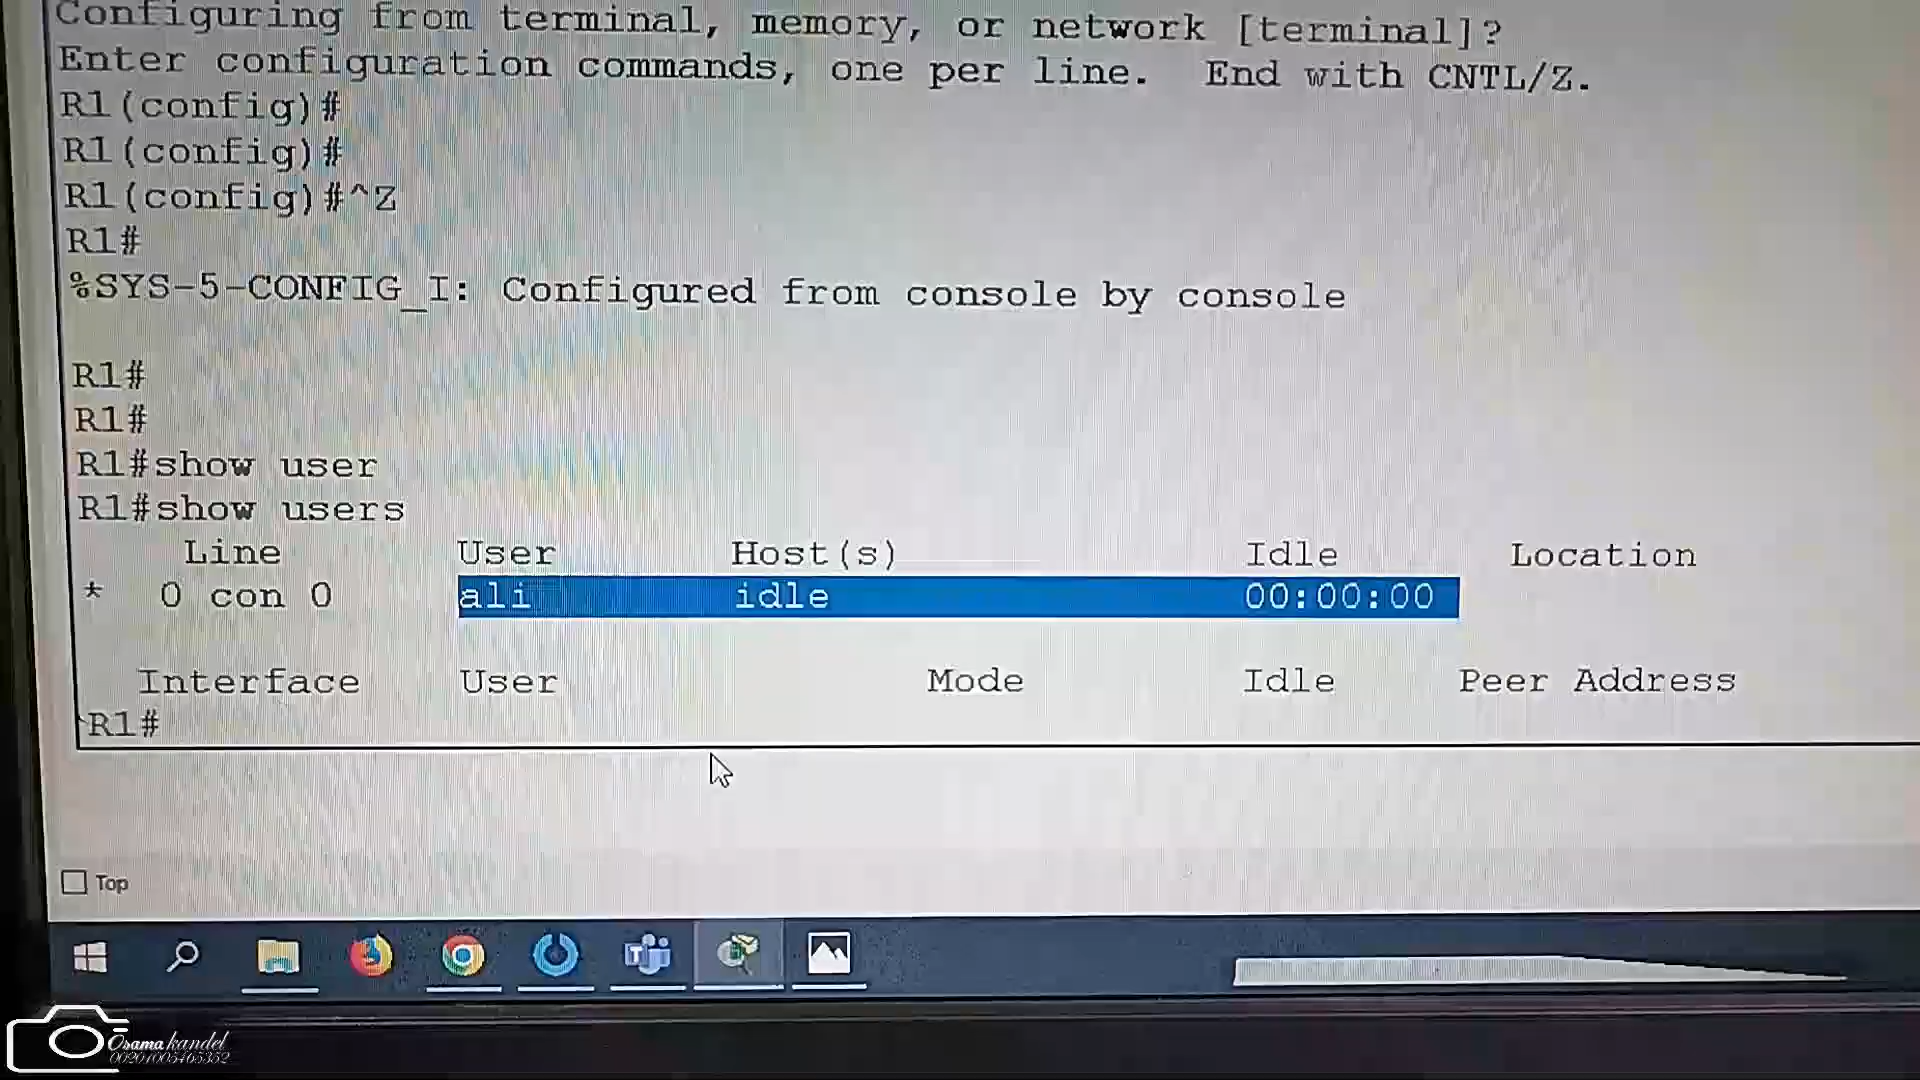 Configuring from terminal, memory, or network [terminal]?
Enter configuration commands, one per line.  End with CNTL/Z.
R1(config)#
R1(config)#
R1(config)#^Z
R1#
%SYS-5-CONFIG_I: Configured from console by console
R1#
R1#
R1#show user
R1#show users
Line User Host(s) Idle Location
* 0 con 0 ali idle 00:00:00
Interface User Mode Idle Peer Address
R1#
Top
Osama kandel
00201005465352